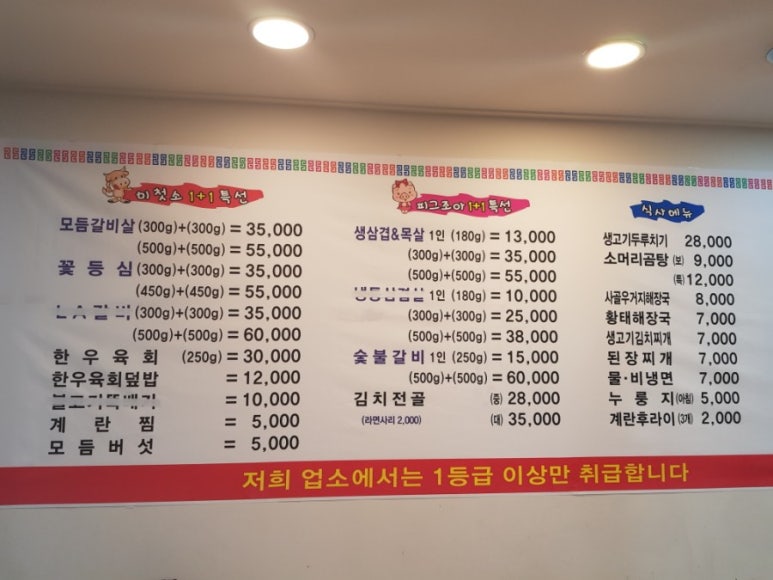 이 첫소 1+1 특선
모듬갈비살 (300g)+(300g) = 35,000
(500g)+(500g) = 55,000
꽃등심 (300g)+(300g) = 35,000
(450g)+(450g) = 55,000
(300g)+(300g) = 35,000
(500g)+(500g) = 60,000
한우육회 (250g) = 30,000
한우육회덮밥 = 12,000
= 10,000
계란찜 = 5,000
모듬버섯 = 5,000
피그조아 1+1 특선
생삼겹&목살 1인 (180g) = 13,000
(300g)+(300g) = 35,000
(500g)+(500g) = 55,000
1인 (180g) = 10,000
(300g)+(300g) = 25,000
(500g)+(500g) = 38,000
숯불갈비 1인 (250g) = 15,000
(500g)+(500g) = 60,000
김치전골 (중) 28,000
(라면사리 2,000) (대) 35,000
식사메뉴
생고기두루치기 28,000
소머리곰탕 (보) 9,000
(특) 12,000
사골우거지해장국 8,000
황태해장국 7,000
생고기김치찌개 7,000
된장찌개 7,000
물·비냉면 7,000
누룽지 (아침) 5,000
계란후라이 (3개) 2,000
저희 업소에서는 1등급 이상만 취급합니다